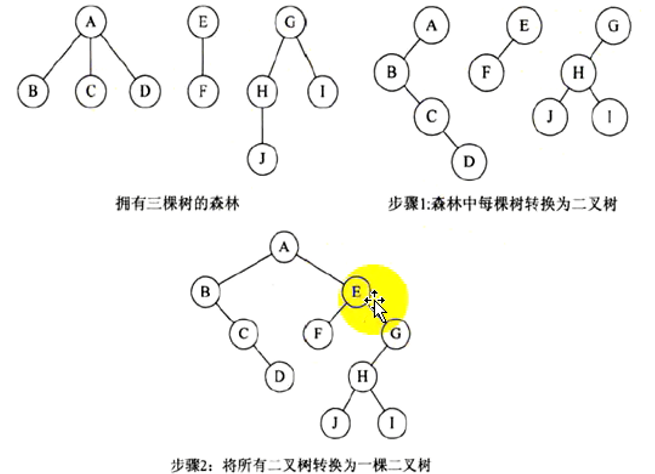 A E G A E G
B C D F H I B F H
J C J I
D
拥有三棵树的森林 步骤1:森林中每棵树转换为二叉树
A
B E
C F G
D H
J I
步骤2：将所有二叉树转换为一棵二叉树